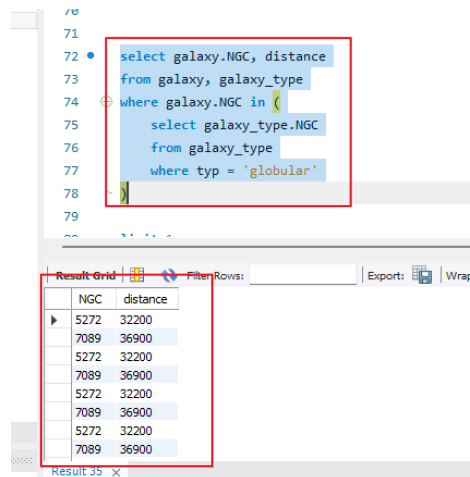 70
71
72 select galaxy.NGC, distance
73 from galaxy, galaxy_type
74 where galaxy.NGC in (
75 select galaxy_type.NGC
76 from galaxy_type
77 where typ = 'globular'
78 )
79
Result Grid Filter Rows: Export: Wrap
NGC distance
5272 32200
7089 36900
5272 32200
7089 36900
5272 32200
7089 36900
5272 32200
7089 36900
Result 35